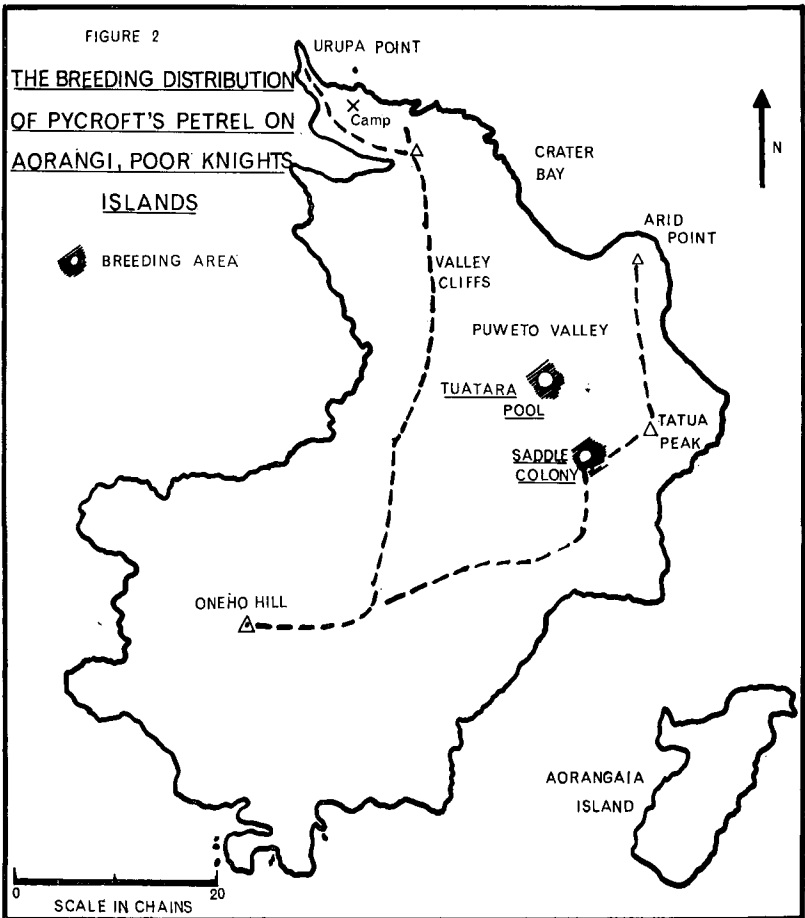 FIGURE 2
THE BREEDING DISTRIBUTION
OF PYCROFT'S PETREL ON
AORANGI, POOR KNIGHTS
ISLANDS
BREEDING AREA
URUPA POINT
Camp
N
CRATER
BAY
ARID
POINT
VALLEY
CLIFFS
PUWETO VALLEY
TUATARA
POOL
TATUA
PEAK
SADDLE
COLONY
ONEHO HILL
AORANGAIA
ISLAND
0 20
SCALE IN CHAINS